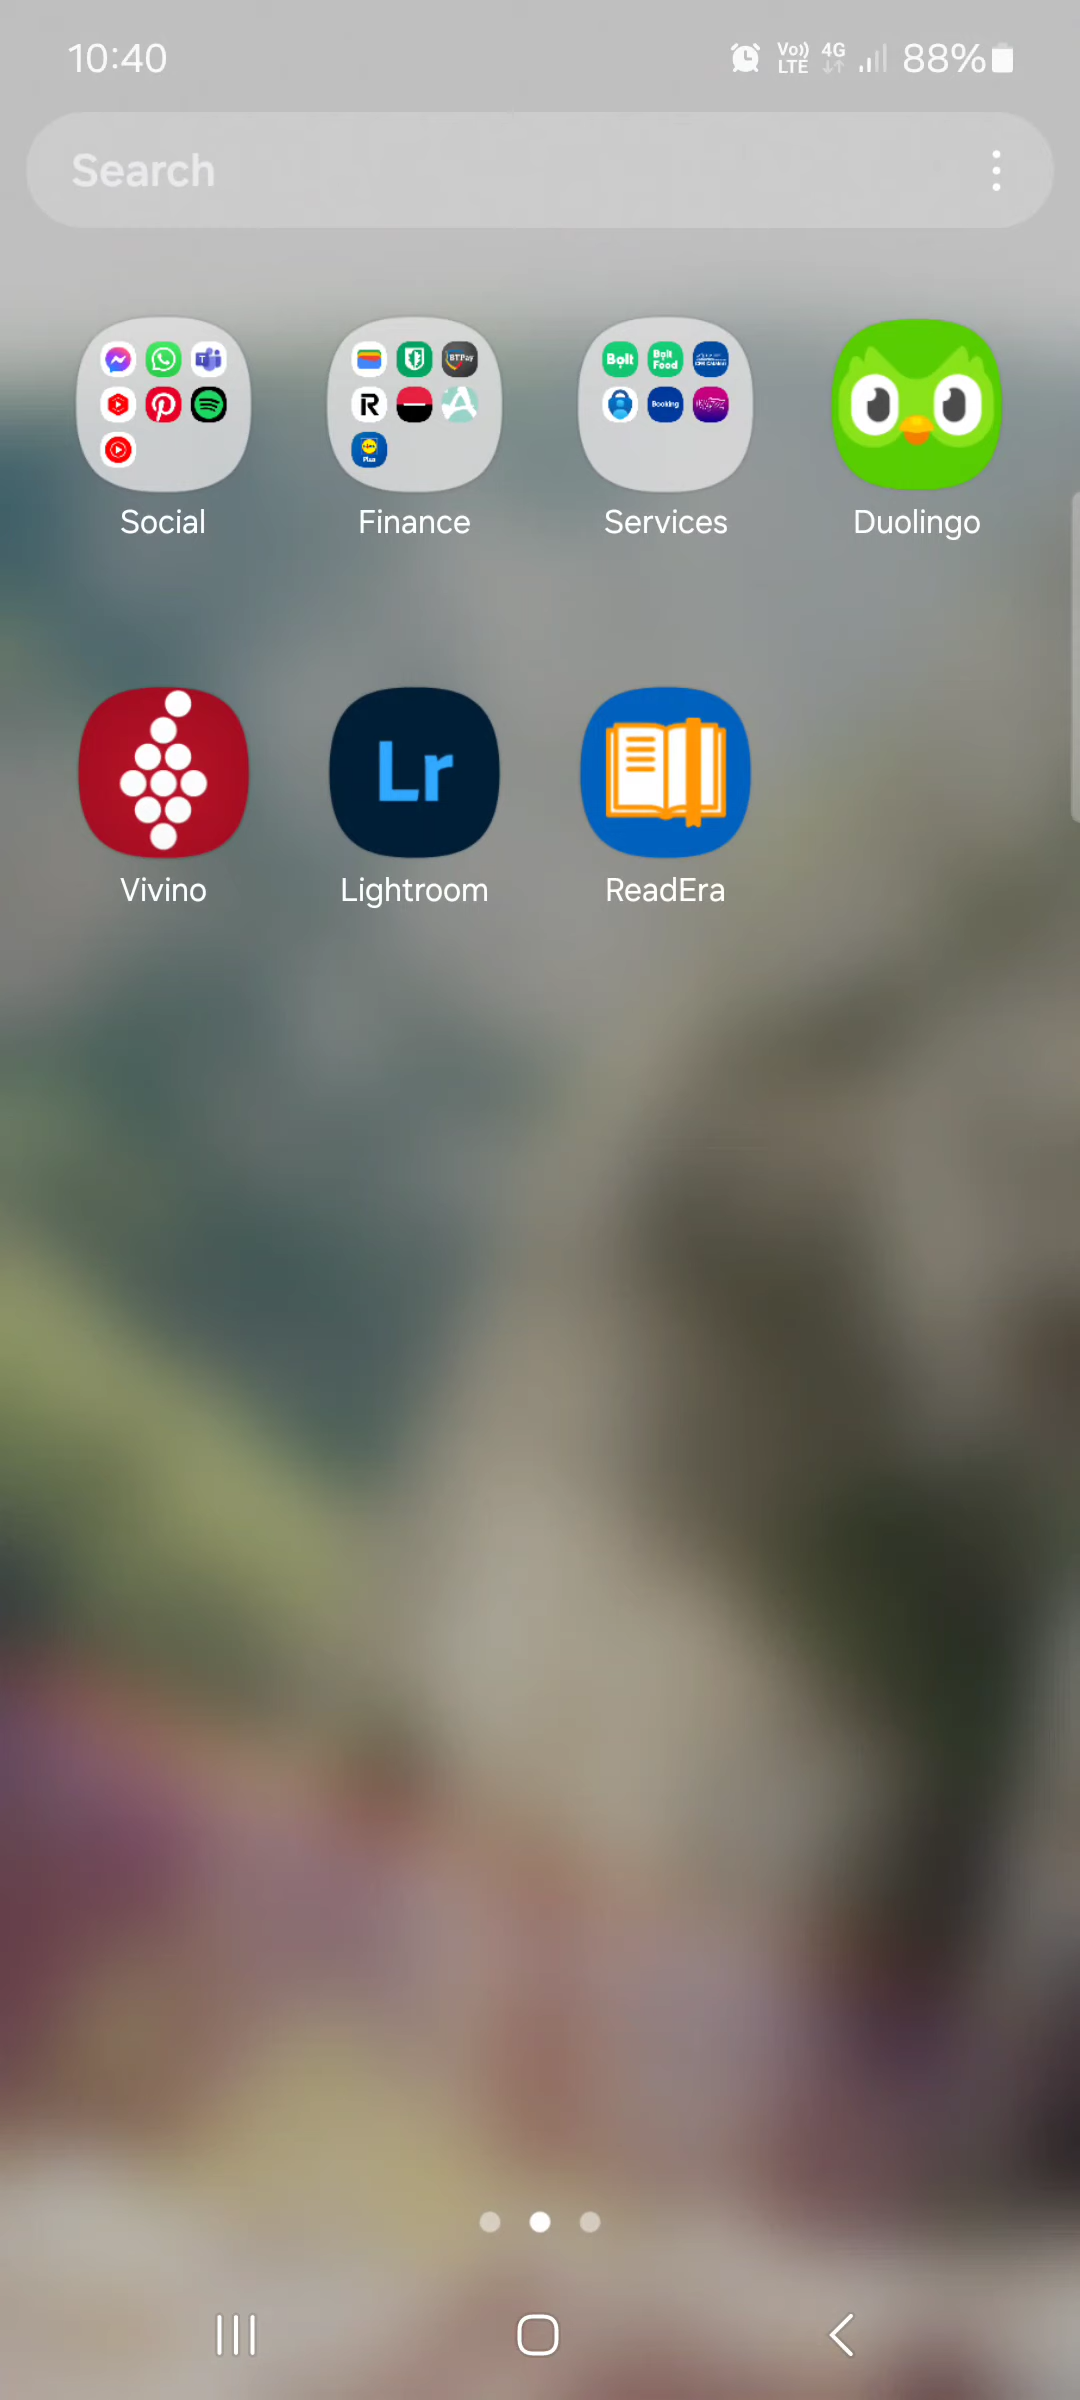 10:40
Vo)) LTE 4G 88%
Search
BTPay
R
Plus
Bolt
Bolt Food
Booking
Social Finance Services Duolingo
Lr
Vivino Lightroom ReadEra